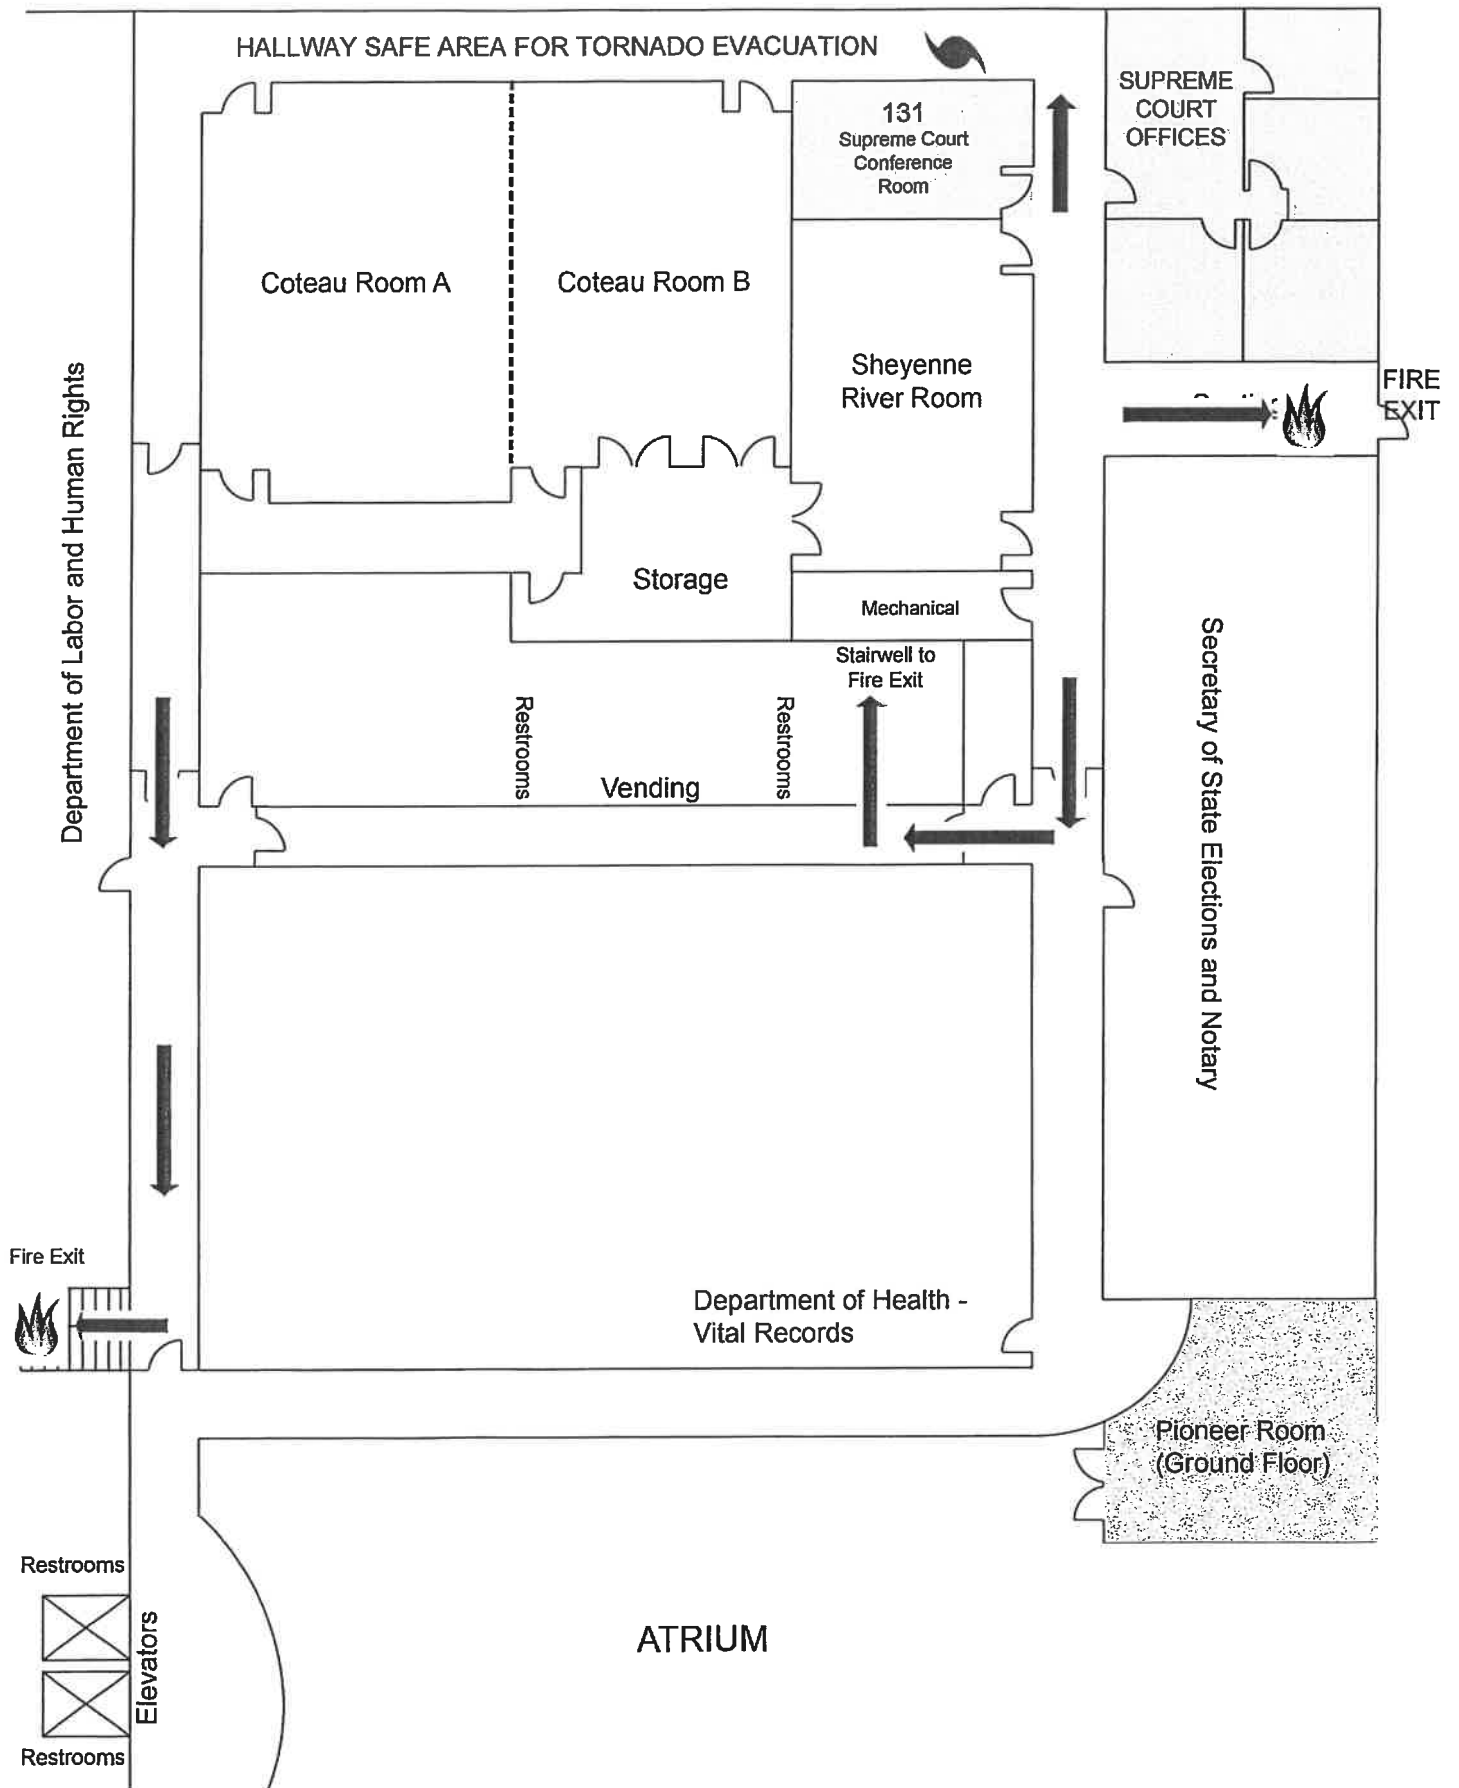 HALLWAY SAFE AREA FOR TORNADO EVACUATION
SUPREME
COURT
OFFICES
131
Supreme Court
Conference
Room
Coteau Room A
Coteau Room B
Sheyenne
River Room
FIRE
EXIT
Department of Labor and Human Rights
Storage
Mechanical
Stairwell to
Fire Exit
Restrooms
Restrooms
Vending
Secretary of State Elections and Notary
Fire Exit
Department of Health -
Vital Records
Pioneer Room
(Ground Floor)
Restrooms
Elevators
ATRIUM
Restrooms